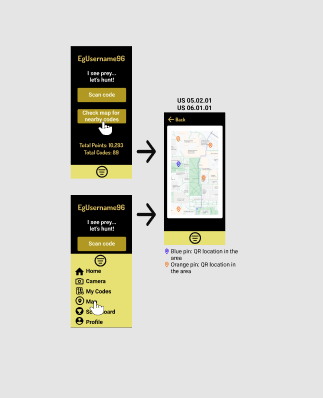 EgUsername96
I see prey...
let's hunt!
Scan code
Check map for
nearby codes
Total Points: 10,293
Total Codes: 88
US 05.02.01
US 06.01.01
Back
Blue pin: QR location in the
area
Orange pin: QR location in
the area
EgUsername96
I see prey...
let's hunt!
Scan code
Home
Camera
My Codes
Map
Profile